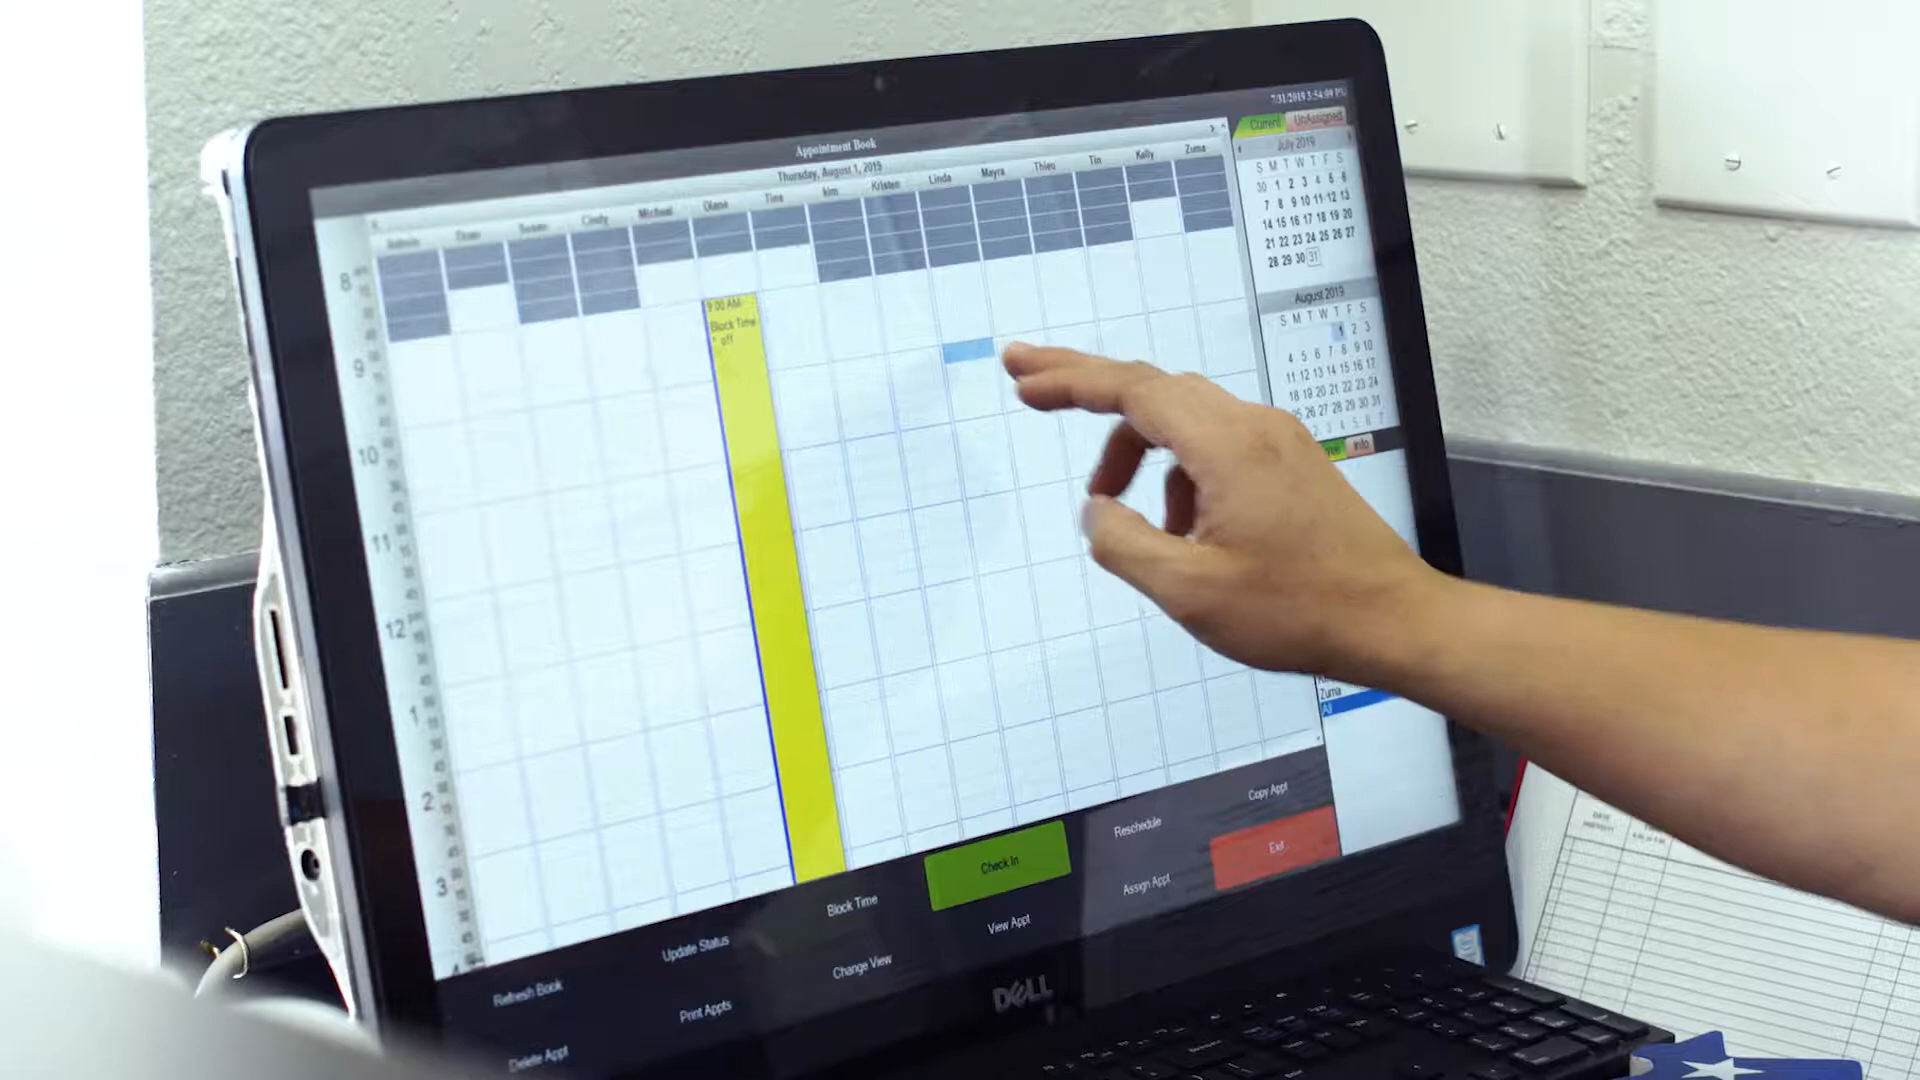 7/31/2019 3:54:09 PM
Appointment Book
Thursday, August 1, 2019
Admin Susan Cindy Michael Diane Tina kim Kristen Linda Mayra Thieu Tin Kelly Zuma
Current UnAssigned
July 2019
S M T W T F S
30 1 2 3 4 5 6
7 8 9 10 11 12 13
14 15 16 17 18 19 20
21 22 23 24 25 26 27
28 29 30 31
August 2019
S M T W T F S
1 2 3
4 5 6 7 8 9 10
11 12 13 14 15 16 17
18 19 20 21 22 23 24
25 26 27 28 29 30 31
Info
Zuma
All
8
9
10
11
12
1
2
3
4
9:00 AM
Block Time
* off
Refresh Book
Update Status
Block Time
Check In
Reschedule
Copy Appt
Delete Appt
Print Appts
Change View
View Appt
Assign Appt
Exit
DELL
DATE